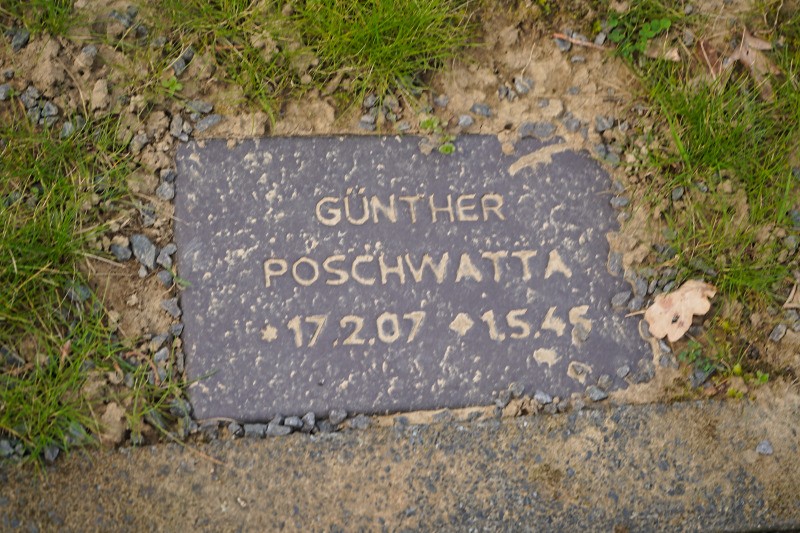 GÜNTHER
POSCHWATTA
*17.2.07 ✝1.5.45